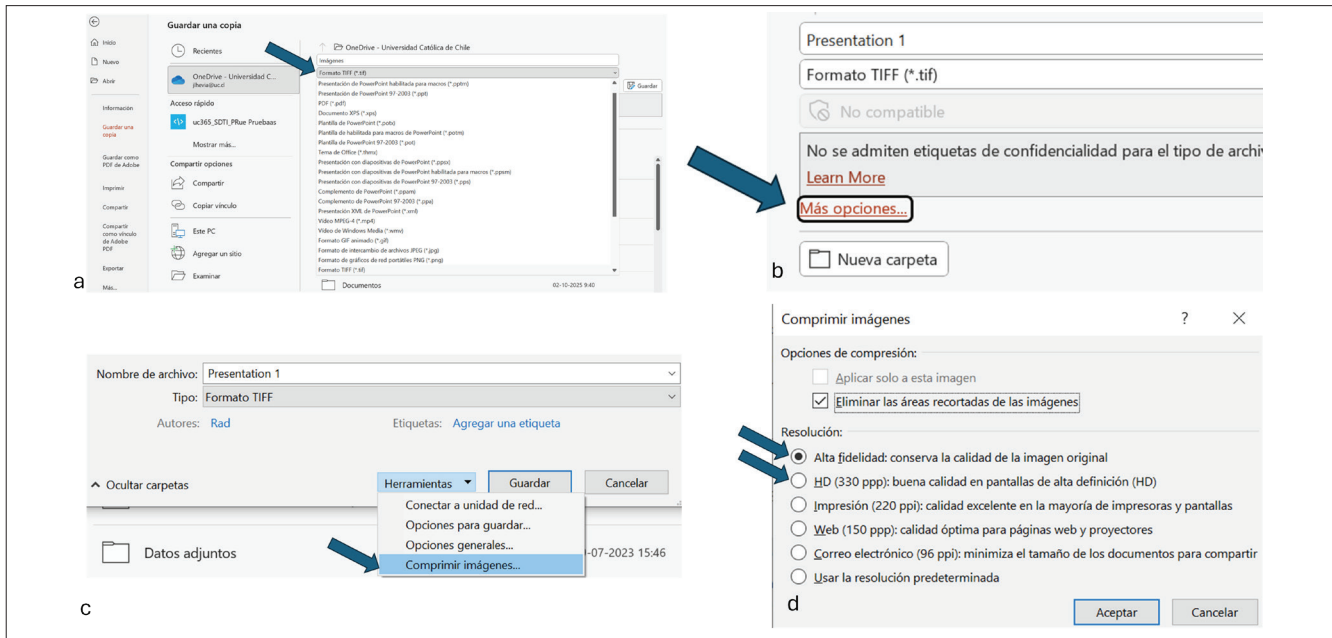 Guardar una copia
Inicio
Nuevo
Abrir
Información
Guardar una
copia
Guardar como
PDF de Adobe
Imprimir
Compartir
Compartir
como vínculo
de Adobe
PDF
Exportar
Más...
Recientes
OneDrive - Universidad C...
jhevia@uc.cl
Acceso rápido
uc365_SDTI_PRue Pruebaas
Mostrar más...
Compartir opciones
Compartir
Copiar vínculo
Este PC
Agregar un sitio
Examinar
OneDrive - Universidad Católica de Chile
Imágenes
Formato TIFF (*.tif)
Guardar
Presentación de PowerPoint habilitada para macros (*.pptm)
Presentación de PowerPoint 97-2003 (*.ppt)
PDF (*.pdf)
Documento XPS (*.xps)
Plantilla de PowerPoint (*.potx)
Plantilla de habilitada para macros de PowerPoint (*.potm)
Plantilla de PowerPoint 97-2003 (*.pot)
Tema de Office (*.thmx)
Presentación con diapositivas de PowerPoint (*.ppsx)
Presentación con diapositivas de PowerPoint habilitada para macros (*.ppsm)
Presentación con diapositivas de PowerPoint 97-2003 (*.pps)
Complemento de PowerPoint (*.ppam)
Complemento de PowerPoint 97-2003 (*.ppa)
Presentación XML de PowerPoint (*.xml)
Vídeo MPEG-4 (*.mp4)
Vídeo de Windows Media (*.wmv)
Formato GIF animado (*.gif)
Formato de intercambio de archivos JPEG (*.jpg)
Formato de gráficos de red portátiles PNG (*.png)
Formato TIFF (*.tif)
Documentos 02-10-2025 9:40
a
Presentation 1
Formato TIFF (*.tif)
No compatible
No se admiten etiquetas de confidencialidad para el tipo de archi
Learn More
Más opciones...
Nueva carpeta
b
Nombre de archivo: Presentation 1
Tipo: Formato TIFF
Autores: Rad Etiquetas: Agregar una etiqueta
Ocultar carpetas Herramientas Guardar Cancelar
Conectar a unidad de red...
Opciones para guardar...
Opciones generales...
Comprimir imágenes...
Datos adjuntos -07-2023 15:46
c
Comprimir imágenes ?
Opciones de compresión:
Aplicar solo a esta imagen
Eliminar las áreas recortadas de las imágenes
Resolución:
Alta fidelidad: conserva la calidad de la imagen original
HD (330 ppp): buena calidad en pantallas de alta definición (HD)
Impresión (220 ppi): calidad excelente en la mayoría de impresoras y pantallas
Web (150 ppp): calidad óptima para páginas web y proyectores
Correo electrónico (96 ppi): minimiza el tamaño de los documentos para compartir
Usar la resolución predeterminada
Aceptar Cancelar
d